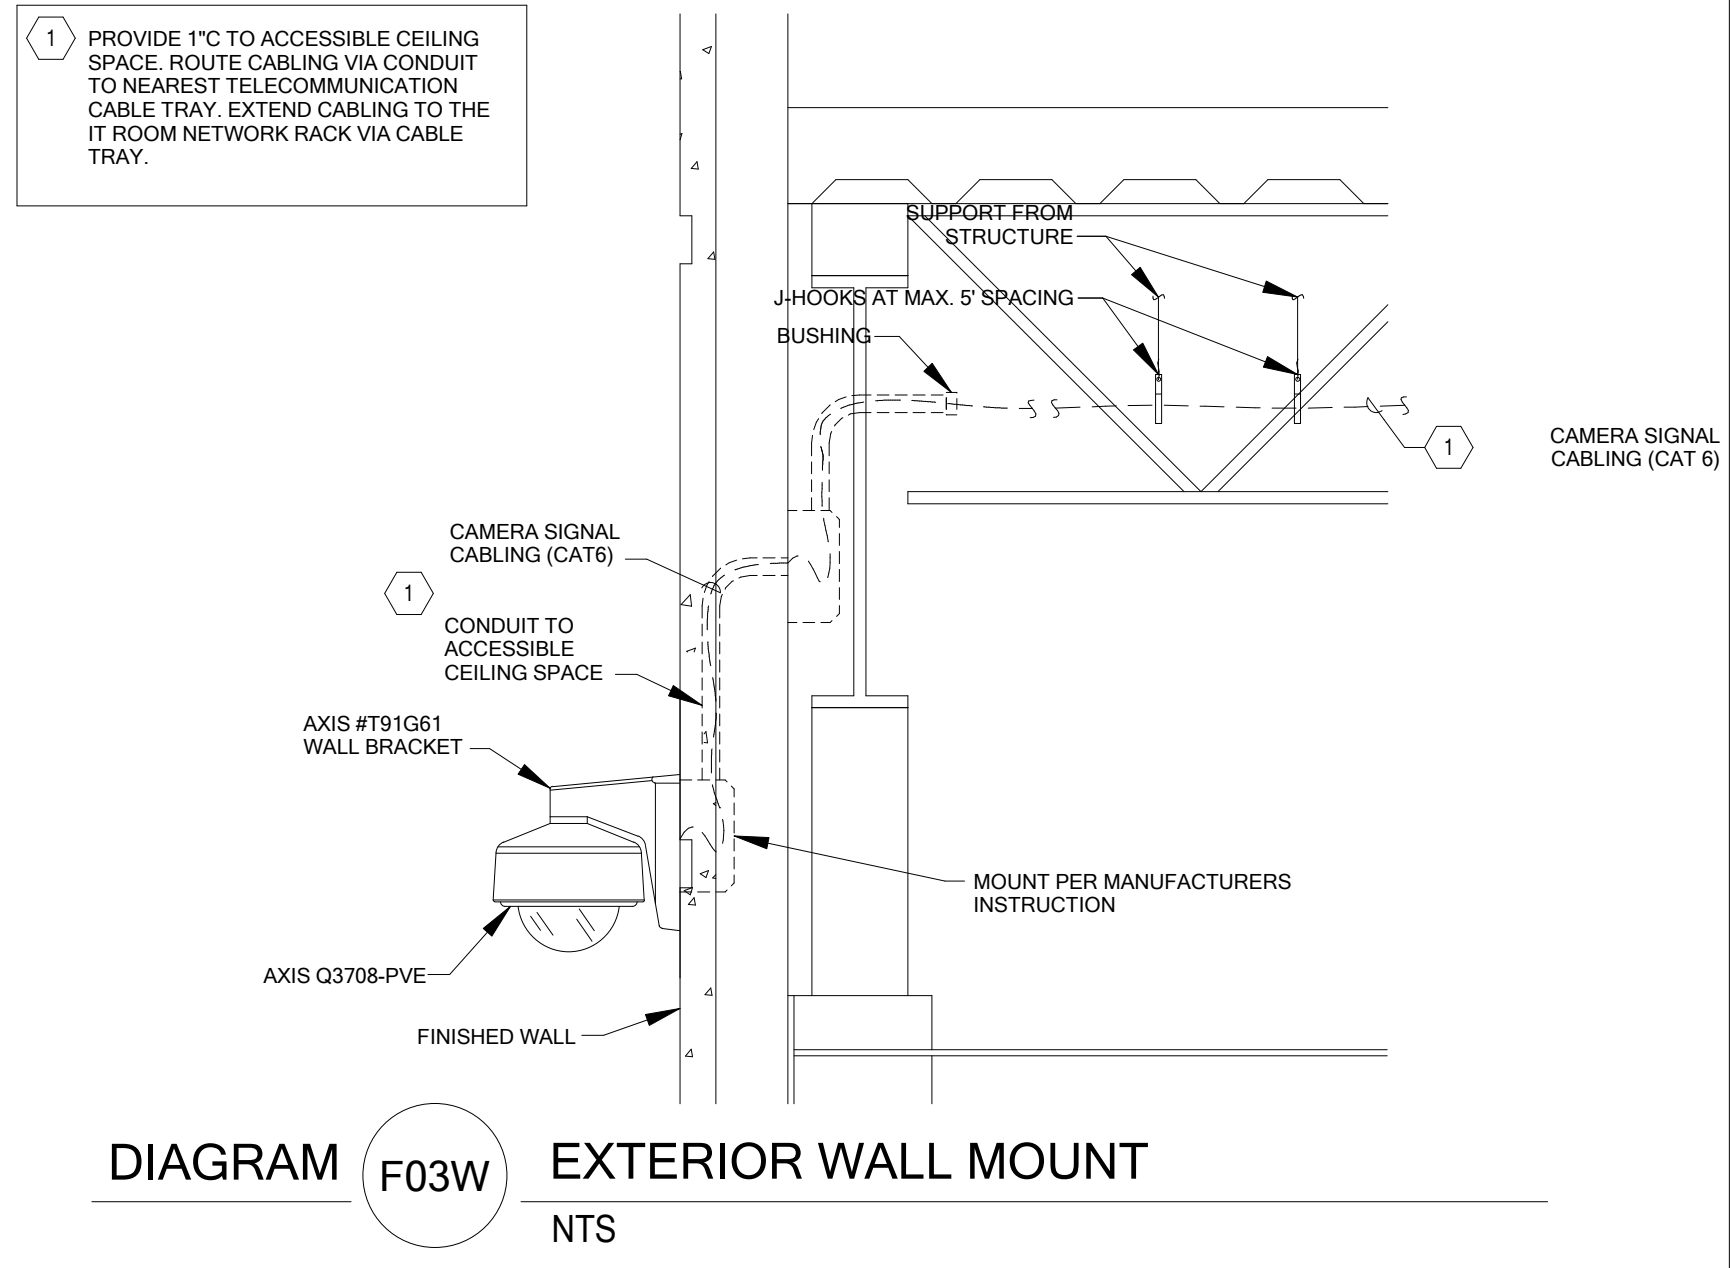 1
PROVIDE 1"C TO ACCESSIBLE CEILING
SPACE. ROUTE CABLING VIA CONDUIT
TO NEAREST TELECOMMUNICATION
CABLE TRAY. EXTEND CABLING TO THE
IT ROOM NETWORK RACK VIA CABLE
TRAY.
SUPPORT FROM
STRUCTURE
J-HOOKS AT MAX. 5' SPACING
BUSHING
1
CAMERA SIGNAL
CABLING (CAT 6)
CAMERA SIGNAL
CABLING (CAT6)
1
CONDUIT TO
ACCESSIBLE
CEILING SPACE
AXIS #T91G61
WALL BRACKET
MOUNT PER MANUFACTURERS
INSTRUCTION
AXIS Q3708-PVE
FINISHED WALL
DIAGRAM
F03W
EXTERIOR WALL MOUNT
NTS